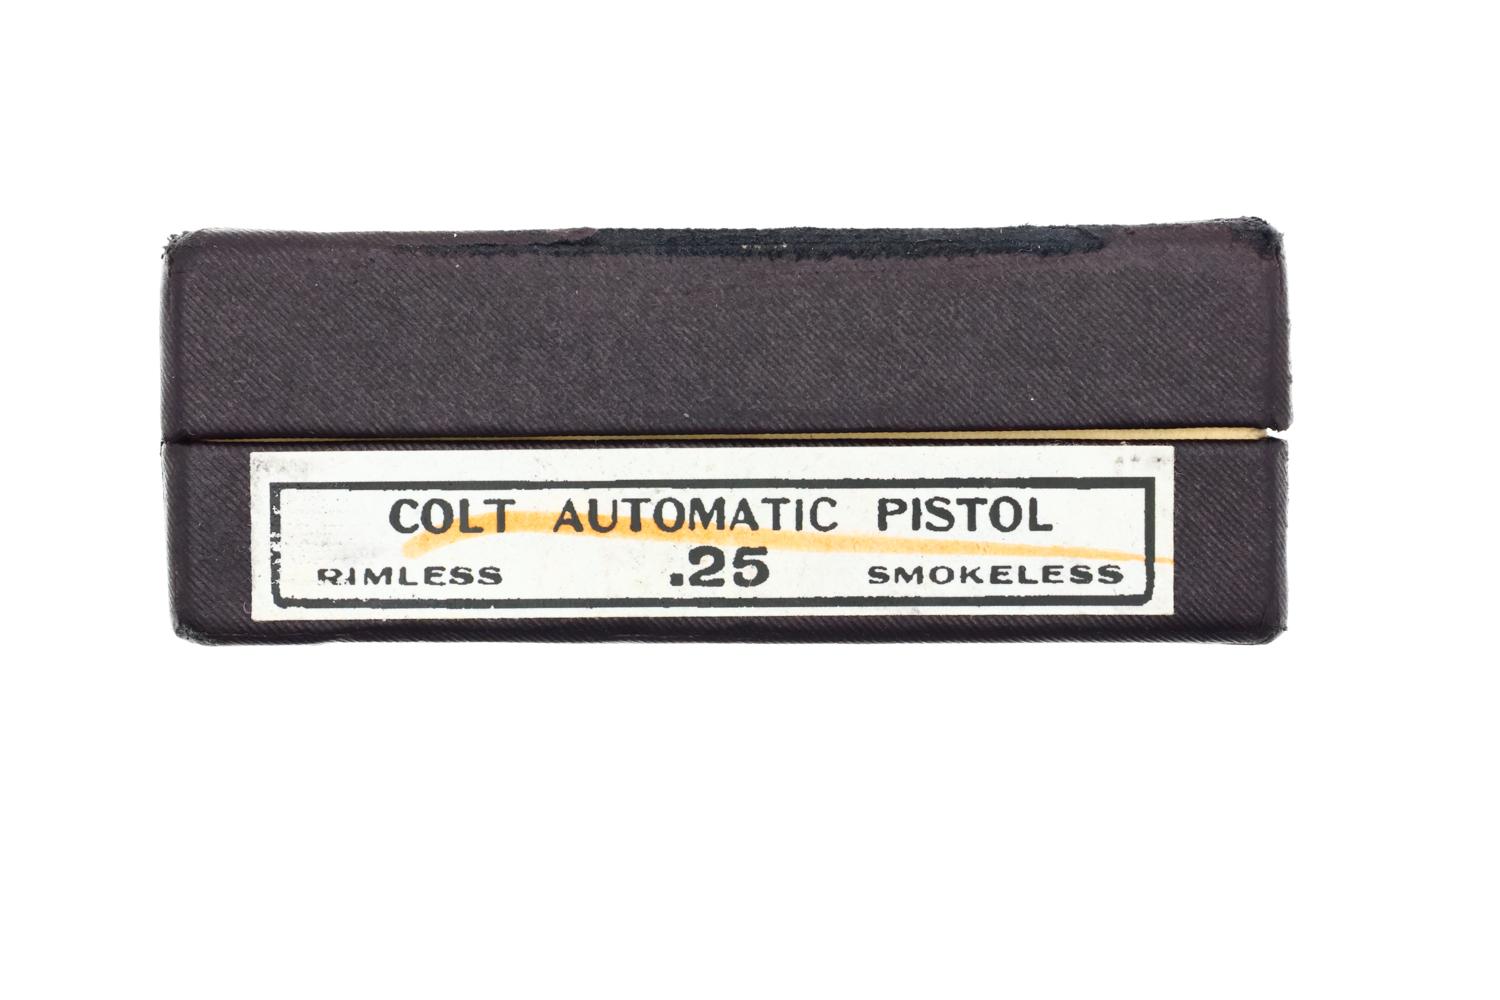 COLT AUTOMATIC PISTOL
.25
RIMLESS SMOKELESS